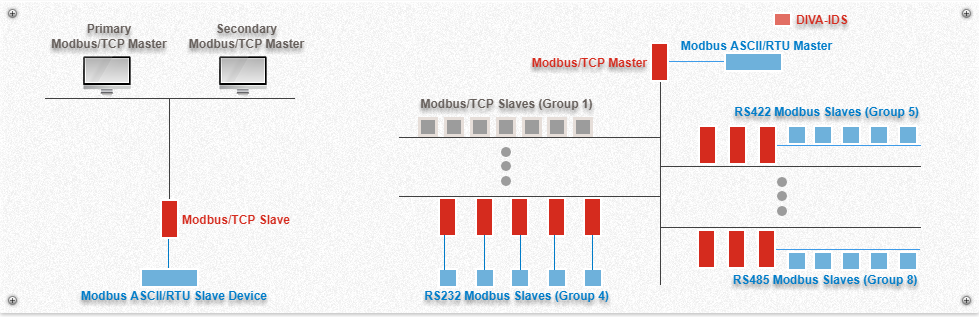 Primary
Modbus/TCP Master
Secondary
Modbus/TCP Master
Modbus/TCP Slave
Modbus ASCII/RTU Slave Device
DIVA-IDS
Modbus ASCII/RTU Master
Modbus/TCP Master
Modbus/TCP Slaves (Group 1)
RS422 Modbus Slaves (Group 5)
RS232 Modbus Slaves (Group 4)
RS485 Modbus Slaves (Group 8)